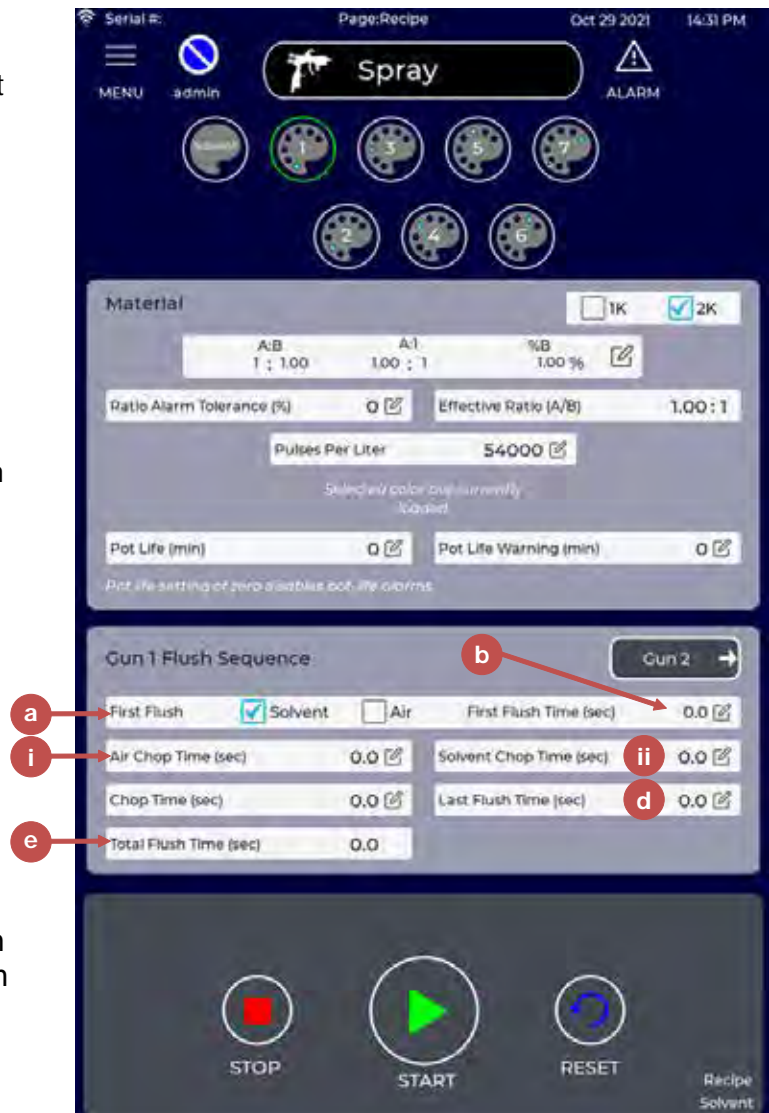 Serial #: Page:Recipe Oct 29 2021 14:31 PM
MENU admin Spray ALARM
t
1 3 5 7
2 4 6
Material 1K 2K
A:B A:1 %B
1 : 1.00 1.00 : 1 1.00 %
Ratio Alarm Tolerance (%) 0 Effective Ratio (A/B) 1.00:1
Pulses Per Liter 54000
Selected color currently
loaded
Pot Life (min) 0 Pot Life Warning (min) 0
Pot life setting of zero disables pot-life alarms.
Gun 1 Flush Sequence b Gun 2
a First Flush Solvent Air First Flush Time (sec) 0.0
i Air Chop Time (sec) 0.0 Solvent Chop Time (sec) ii 0.0
Chop Time (sec) 0.0 Last Flush Time (sec) d 0.0
e Total Flush Time (sec) 0.0
STOP START RESET
Recipe
Solvent